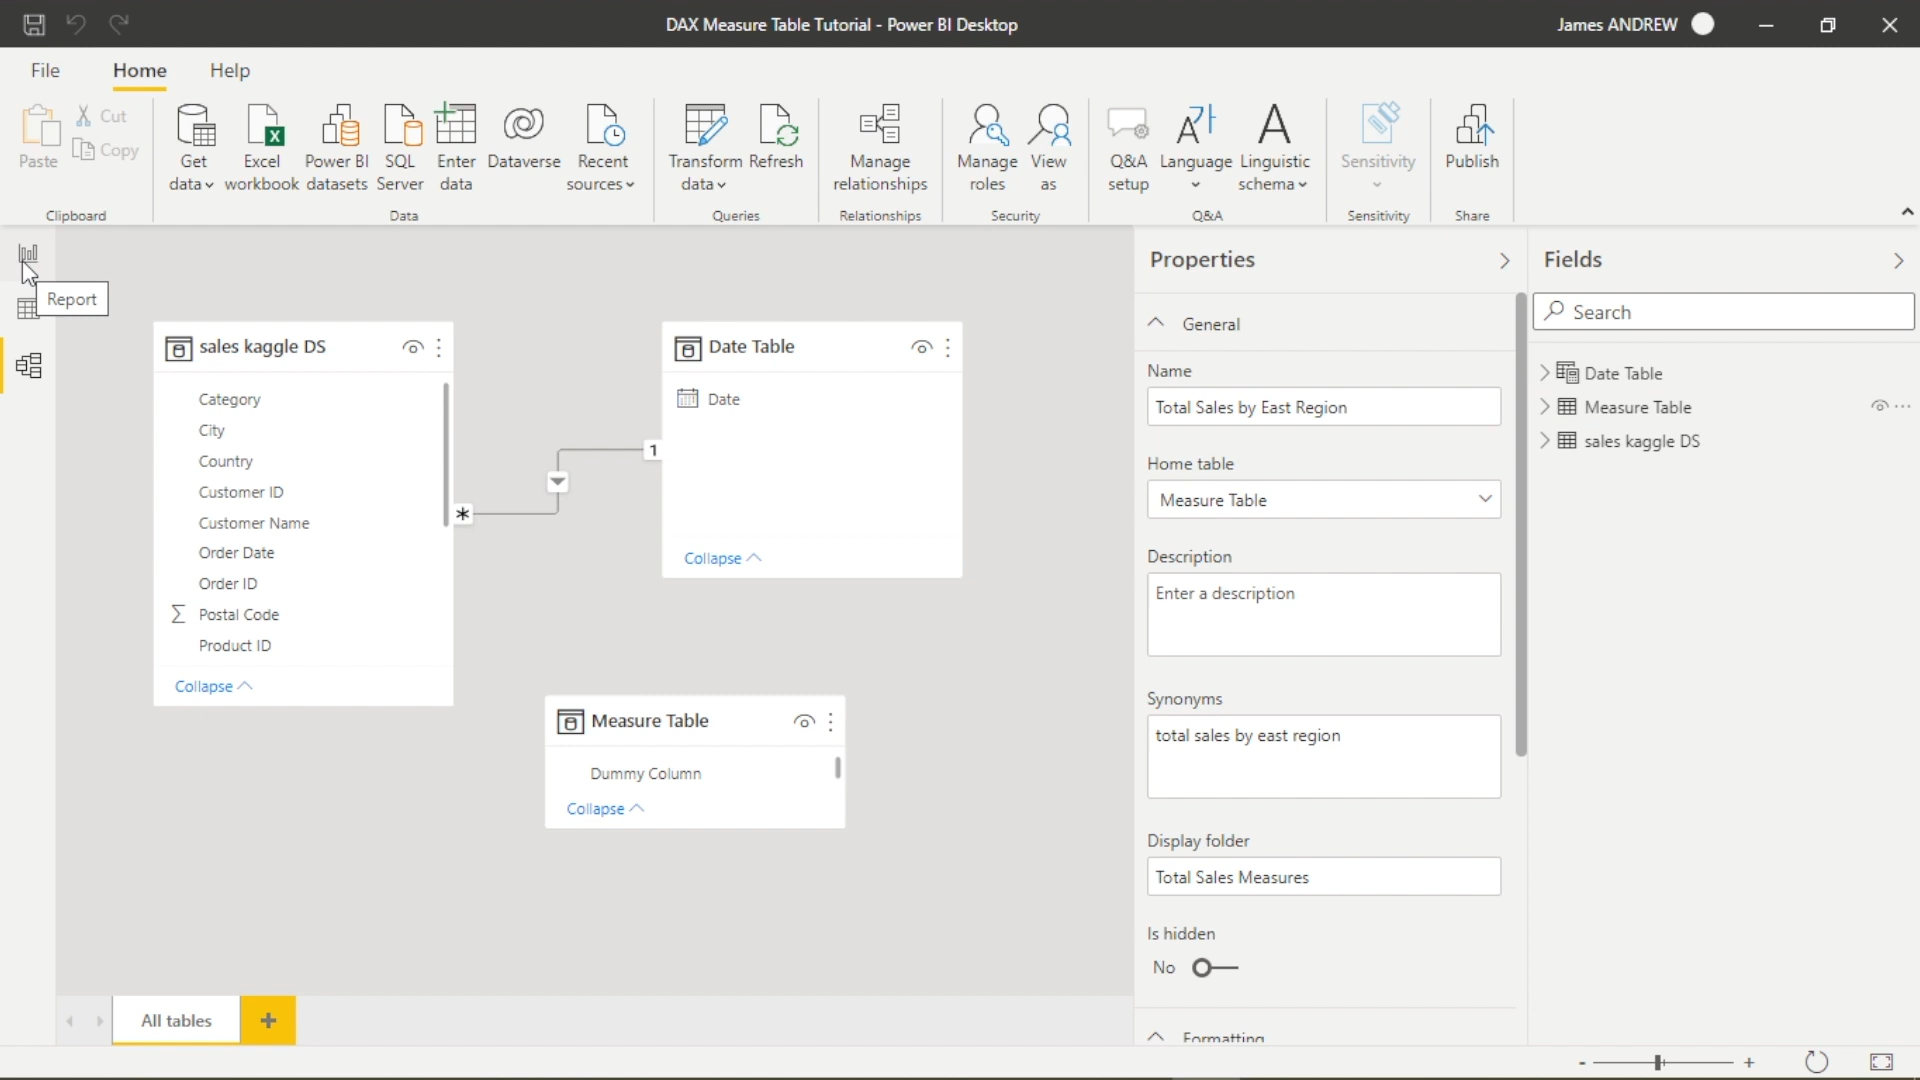 DAX Measure Table Tutorial - Power BI Desktop
James ANDREW
File
Home
Help
Paste
Cut
Copy
Clipboard
Get
data
Excel
workbook
Power BI
datasets
SQL
Server
Enter
data
Dataverse
Recent
sources
Data
Transform
data
Refresh
Queries
Manage
relationships
Relationships
Manage
roles
View
as
Security
Q&A
setup
Language
Linguistic
schema
Q&A
Sensitivity
Sensitivity
Publish
Share
Report
sales kaggle DS
Category
City
Country
Customer ID
Customer Name
Order Date
Order ID
Σ Postal Code
Product ID
Collapse
*
1
Date Table
Date
Collapse
Measure Table
Dummy Column
Collapse
All tables
+
Properties
General
Name
Total Sales by East Region
Home table
Measure Table
Description
Enter a description
Synonyms
total sales by east region
Display folder
Total Sales Measures
Is hidden
No
Formatting
Fields
Search
Date Table
Measure Table
sales kaggle DS
- +